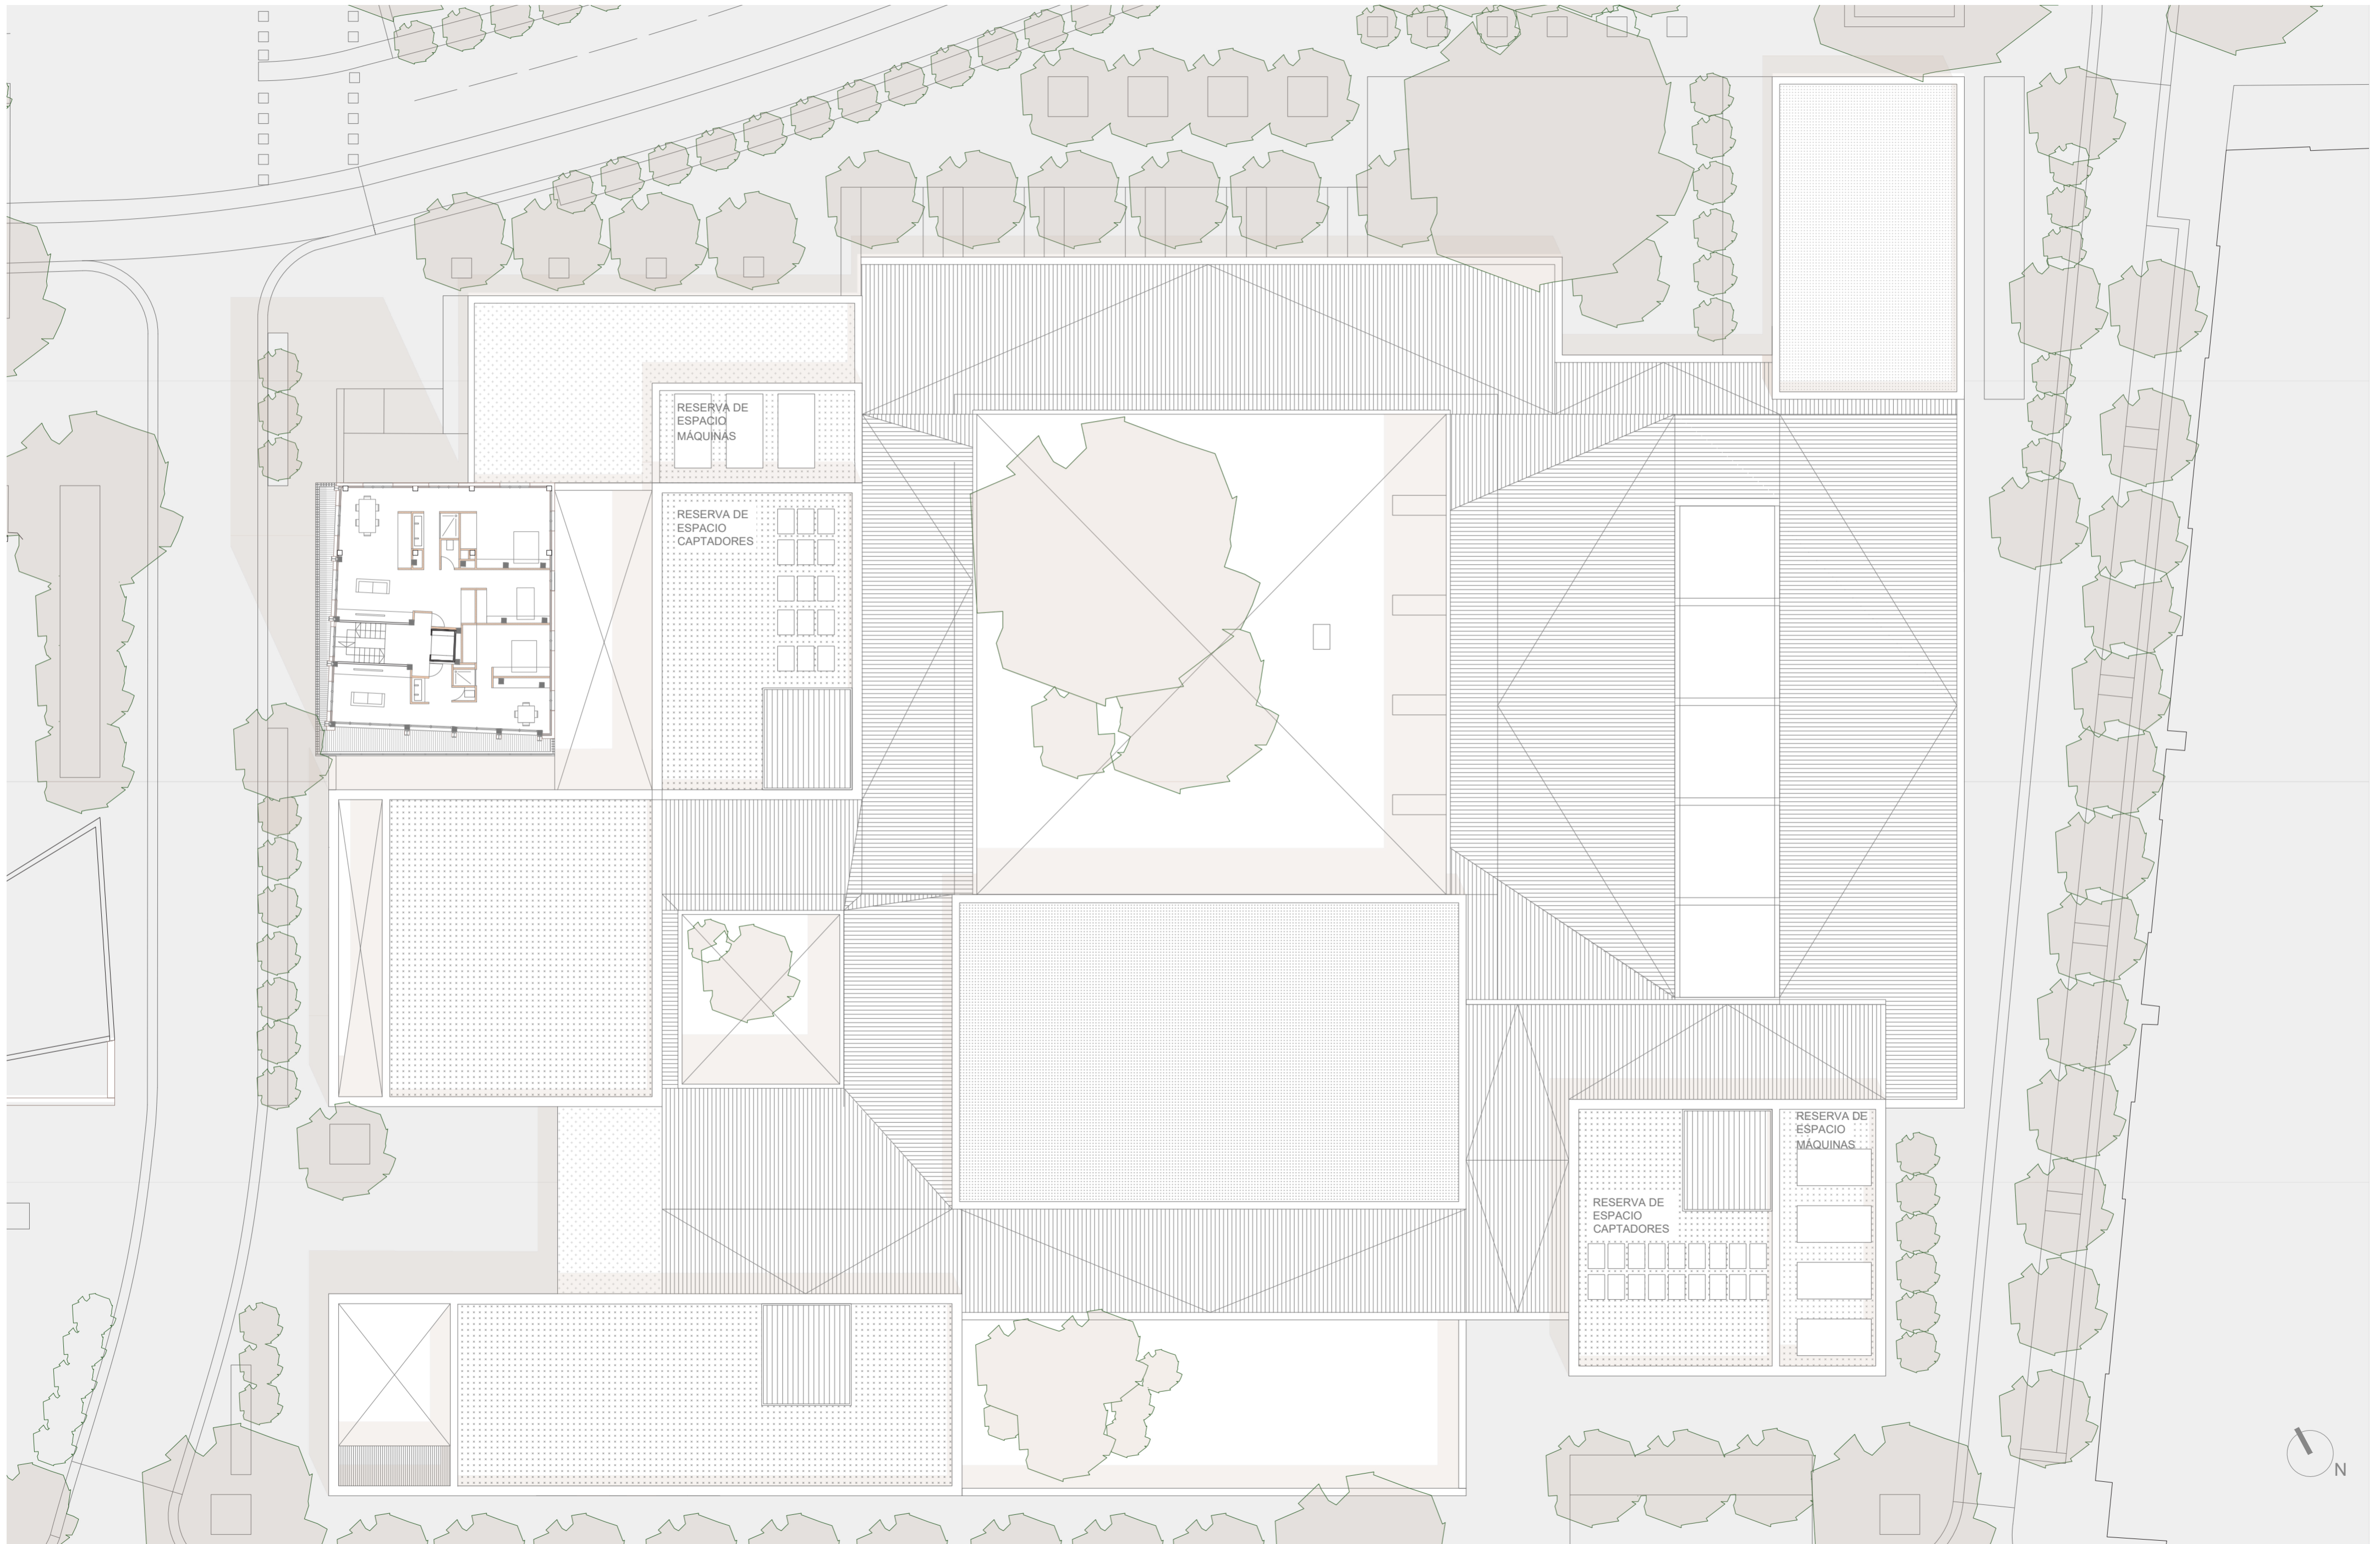 RESERVA DE
ESPACIO
MÁQUINAS
RESERVA DE
ESPACIO
CAPTADORES
RESERVA DE
ESPACIO
MÁQUINAS
RESERVA DE
ESPACIO
CAPTADORES
N